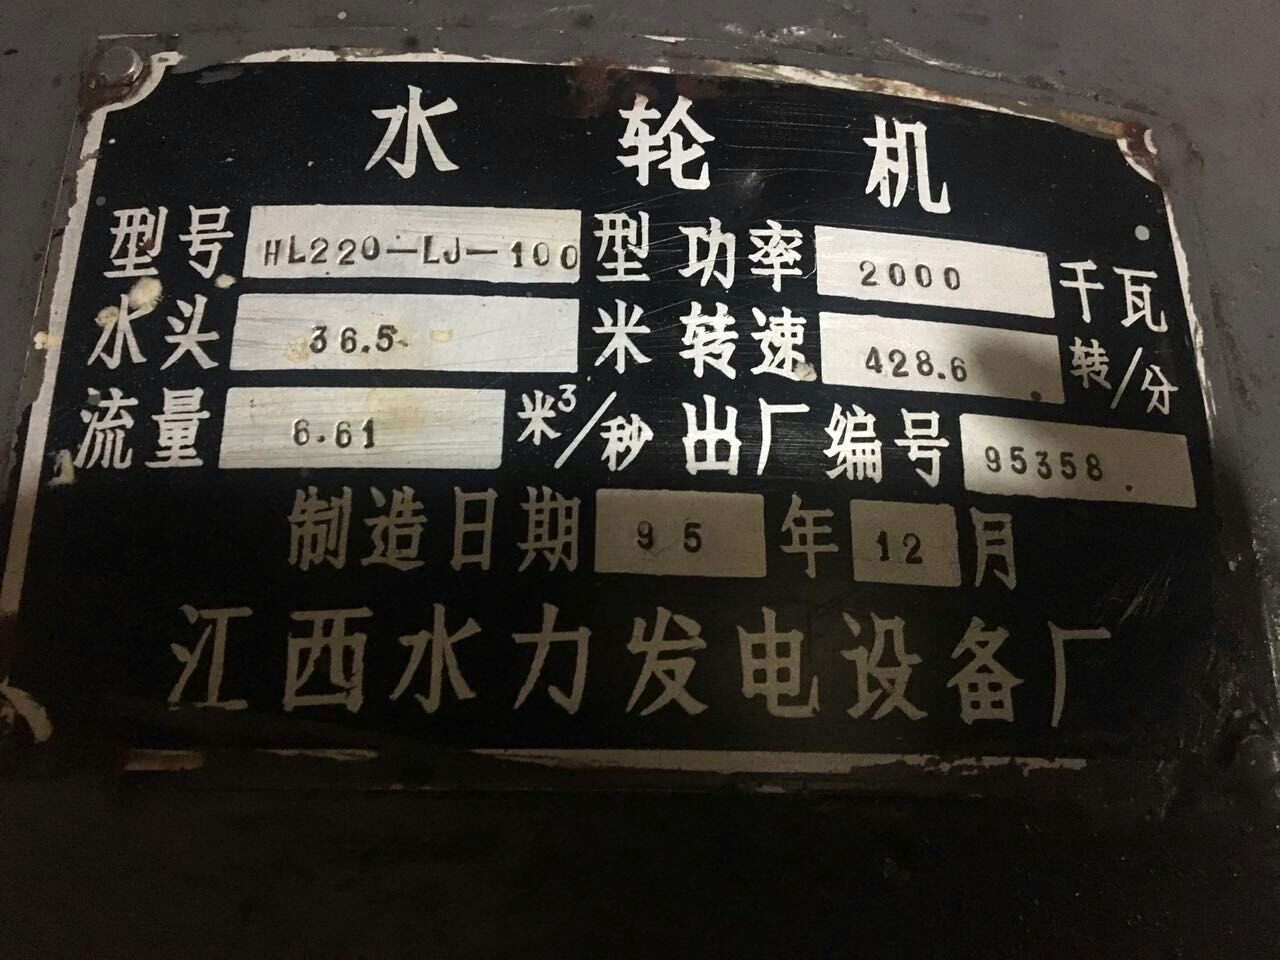 水轮机
型号 HL220-LJ-100 型 功率 2000 千瓦
水头 36.5 米 转速 428.6 转/分
流量 6.61 米³/秒 出厂编号 95358
制造日期 95 年 12 月
江西水力发电设备厂